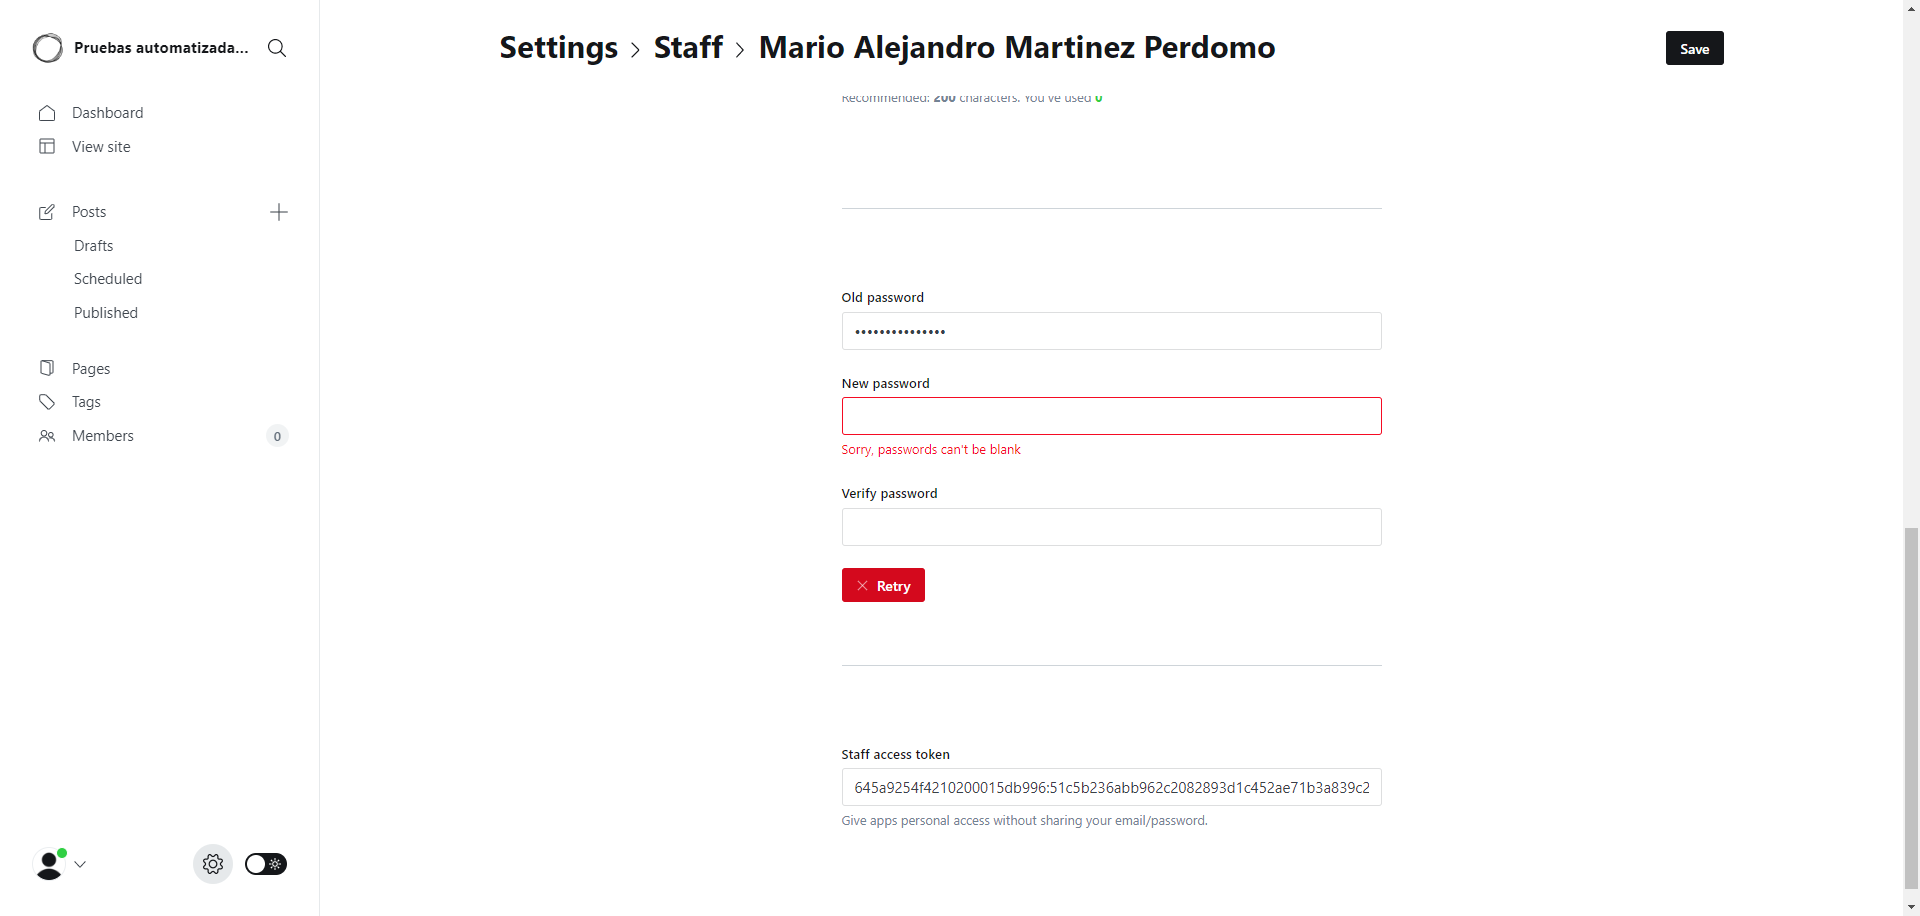 Pruebas automatizada...
Dashboard
View site
Posts
Drafts
Scheduled
Published
Pages
Tags
Members
0
Settings > Staff > Mario Alejandro Martinez Perdomo
Save
Recommended: 200 characters. You've used 0
Old password
•••••••••••••••
New password
Sorry, passwords can't be blank
Verify password
Retry
Staff access token
645a9254f4210200015db996:51c5b236abb962c2082893d1c452ae71b3a839c2
Give apps personal access without sharing your email/password.